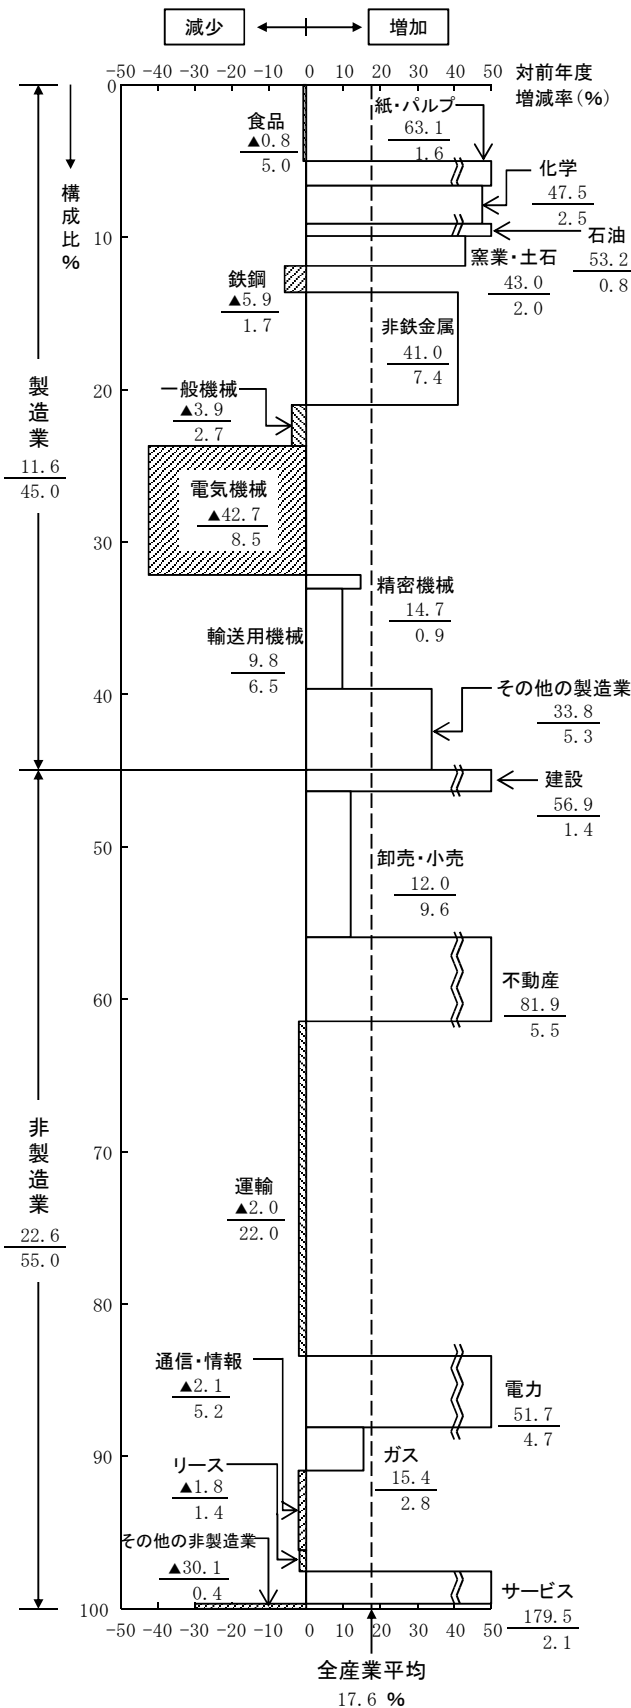 減少
増加
-50 -40 -30 -20 -10 0 10 20 30 40 50
対前年度
増減率(%)
0
10
20
30
40
50
60
70
80
90
100
構成比%
製造業
11.6
45.0
非製造業
22.6
55.0
食品
▲0.8
5.0
紙・パルプ
63.1
1.6
化学
47.5
2.5
石油
53.2
0.8
窯業・土石
43.0
2.0
鉄鋼
▲5.9
1.7
非鉄金属
41.0
7.4
一般機械
▲3.9
2.7
電気機械
▲42.7
8.5
精密機械
14.7
0.9
輸送用機械
9.8
6.5
その他の製造業
33.8
5.3
建設
56.9
1.4
卸売・小売
12.0
9.6
不動産
81.9
5.5
運輸
▲2.0
22.0
電力
51.7
4.7
ガス
15.4
2.8
通信・情報
▲2.1
5.2
リース
▲1.8
1.4
サービス
179.5
2.1
その他の非製造業
▲30.1
0.4
-50 -40 -30 -20 -10 0 10 20 30 40 50
全産業平均
17.6 %